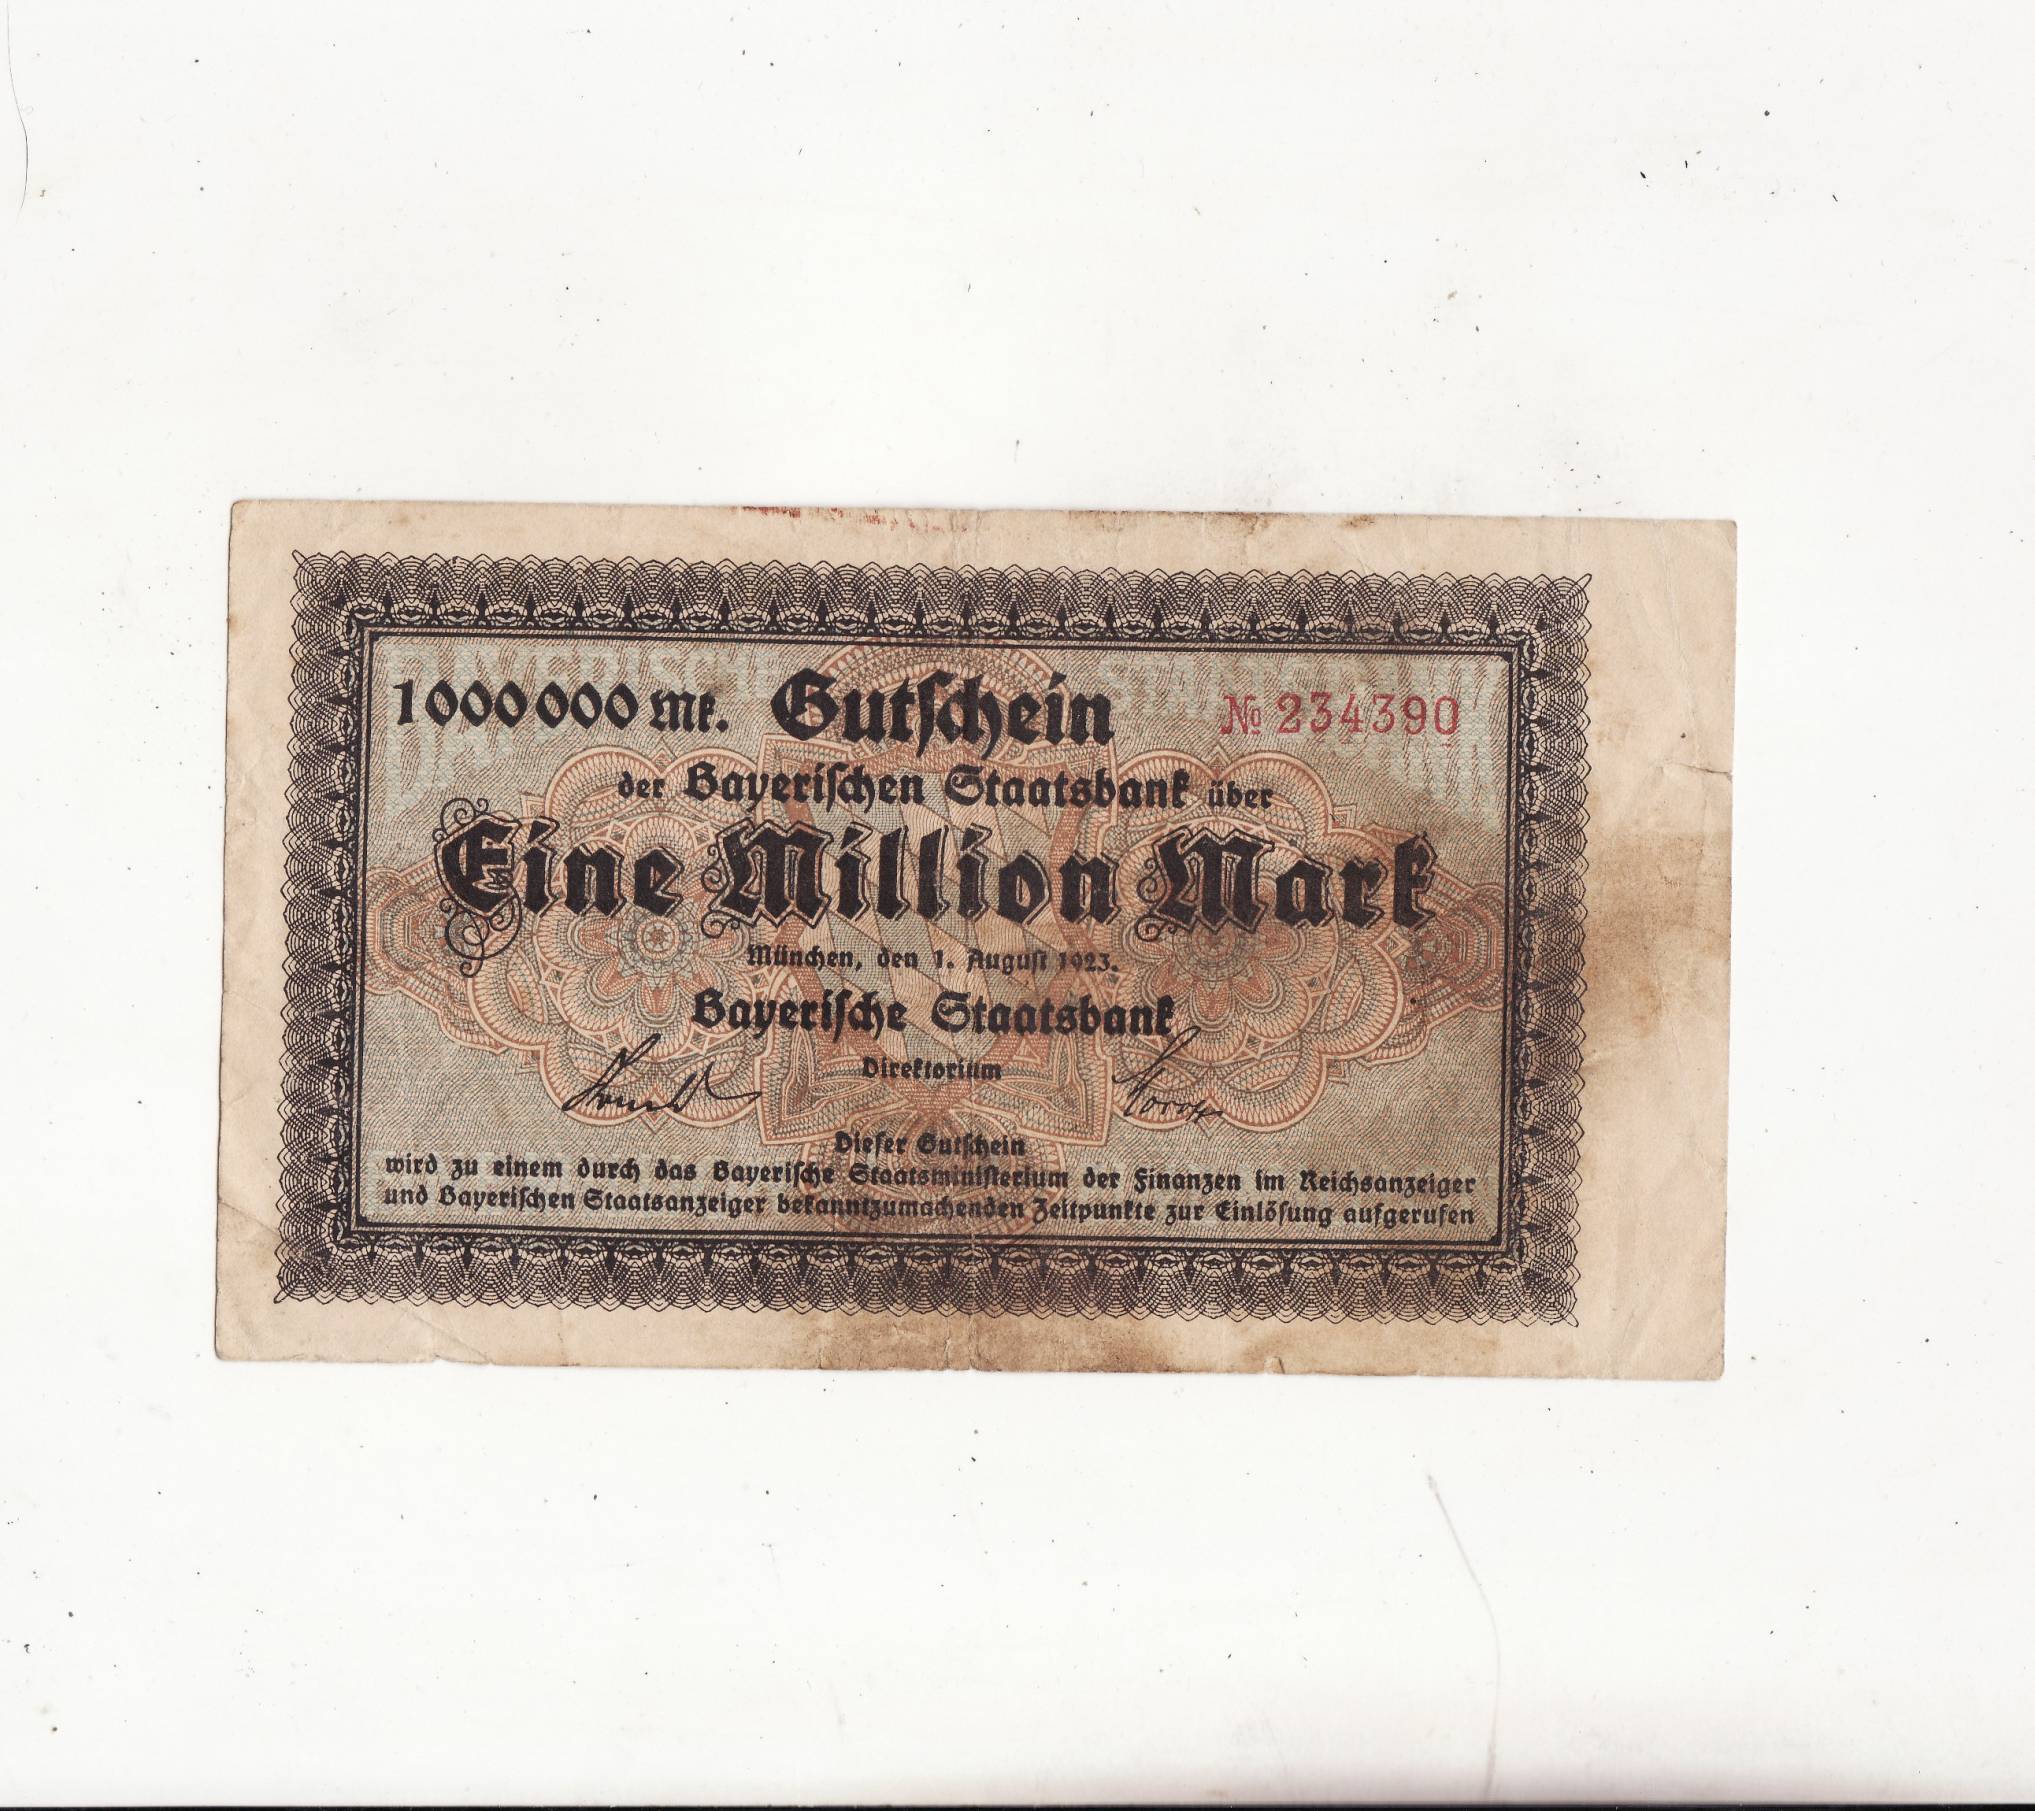 1000000 Mk. Gutschein № 234390
der Bayerischen Staatsbank über
Eine Million Mark
München, den 1. August 1923.
Bayerische Staatsbank
Direktorium
Dieser Gutschein
wird zu einem durch das Bayerische Staatsministerium der Finanzen im Reichsanzeiger
und Bayerischen Staatsanzeiger bekanntzumachenden Zeitpunkte zur Einlösung aufgerufen